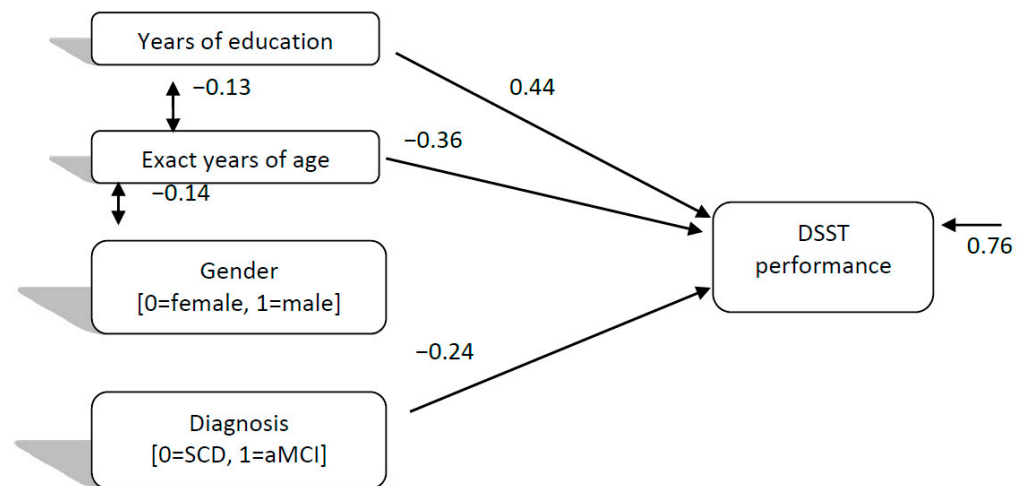 Years of education
−0.13
0.44
−0.36
Exact years of age
−0.14
DSST
performance
0.76
Gender
[0=female, 1=male]
−0.24
Diagnosis
[0=SCD, 1=aMCI]